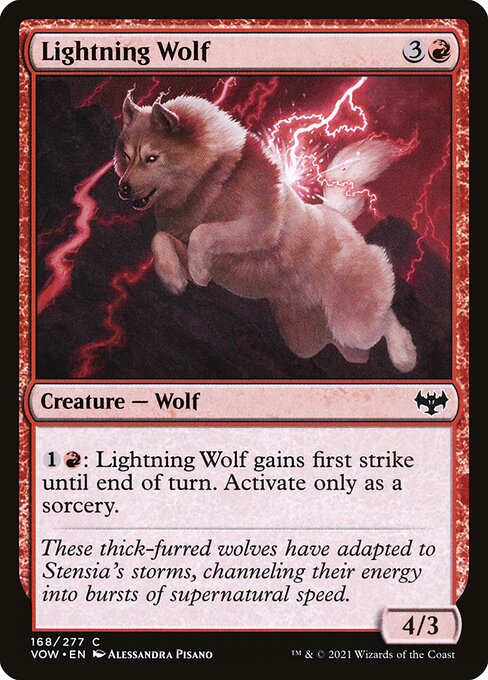 Lightning Wolf 3
Creature — Wolf
1 : Lightning Wolf gains first strike
until end of turn. Activate only as a
sorcery.
These thick-furred wolves have adapted to
Stensia's storms, channeling their energy
into bursts of supernatural speed.
4/3
168/277 C
VOW • EN Alessandra Pisano
™ & © 2021 Wizards of the Coast